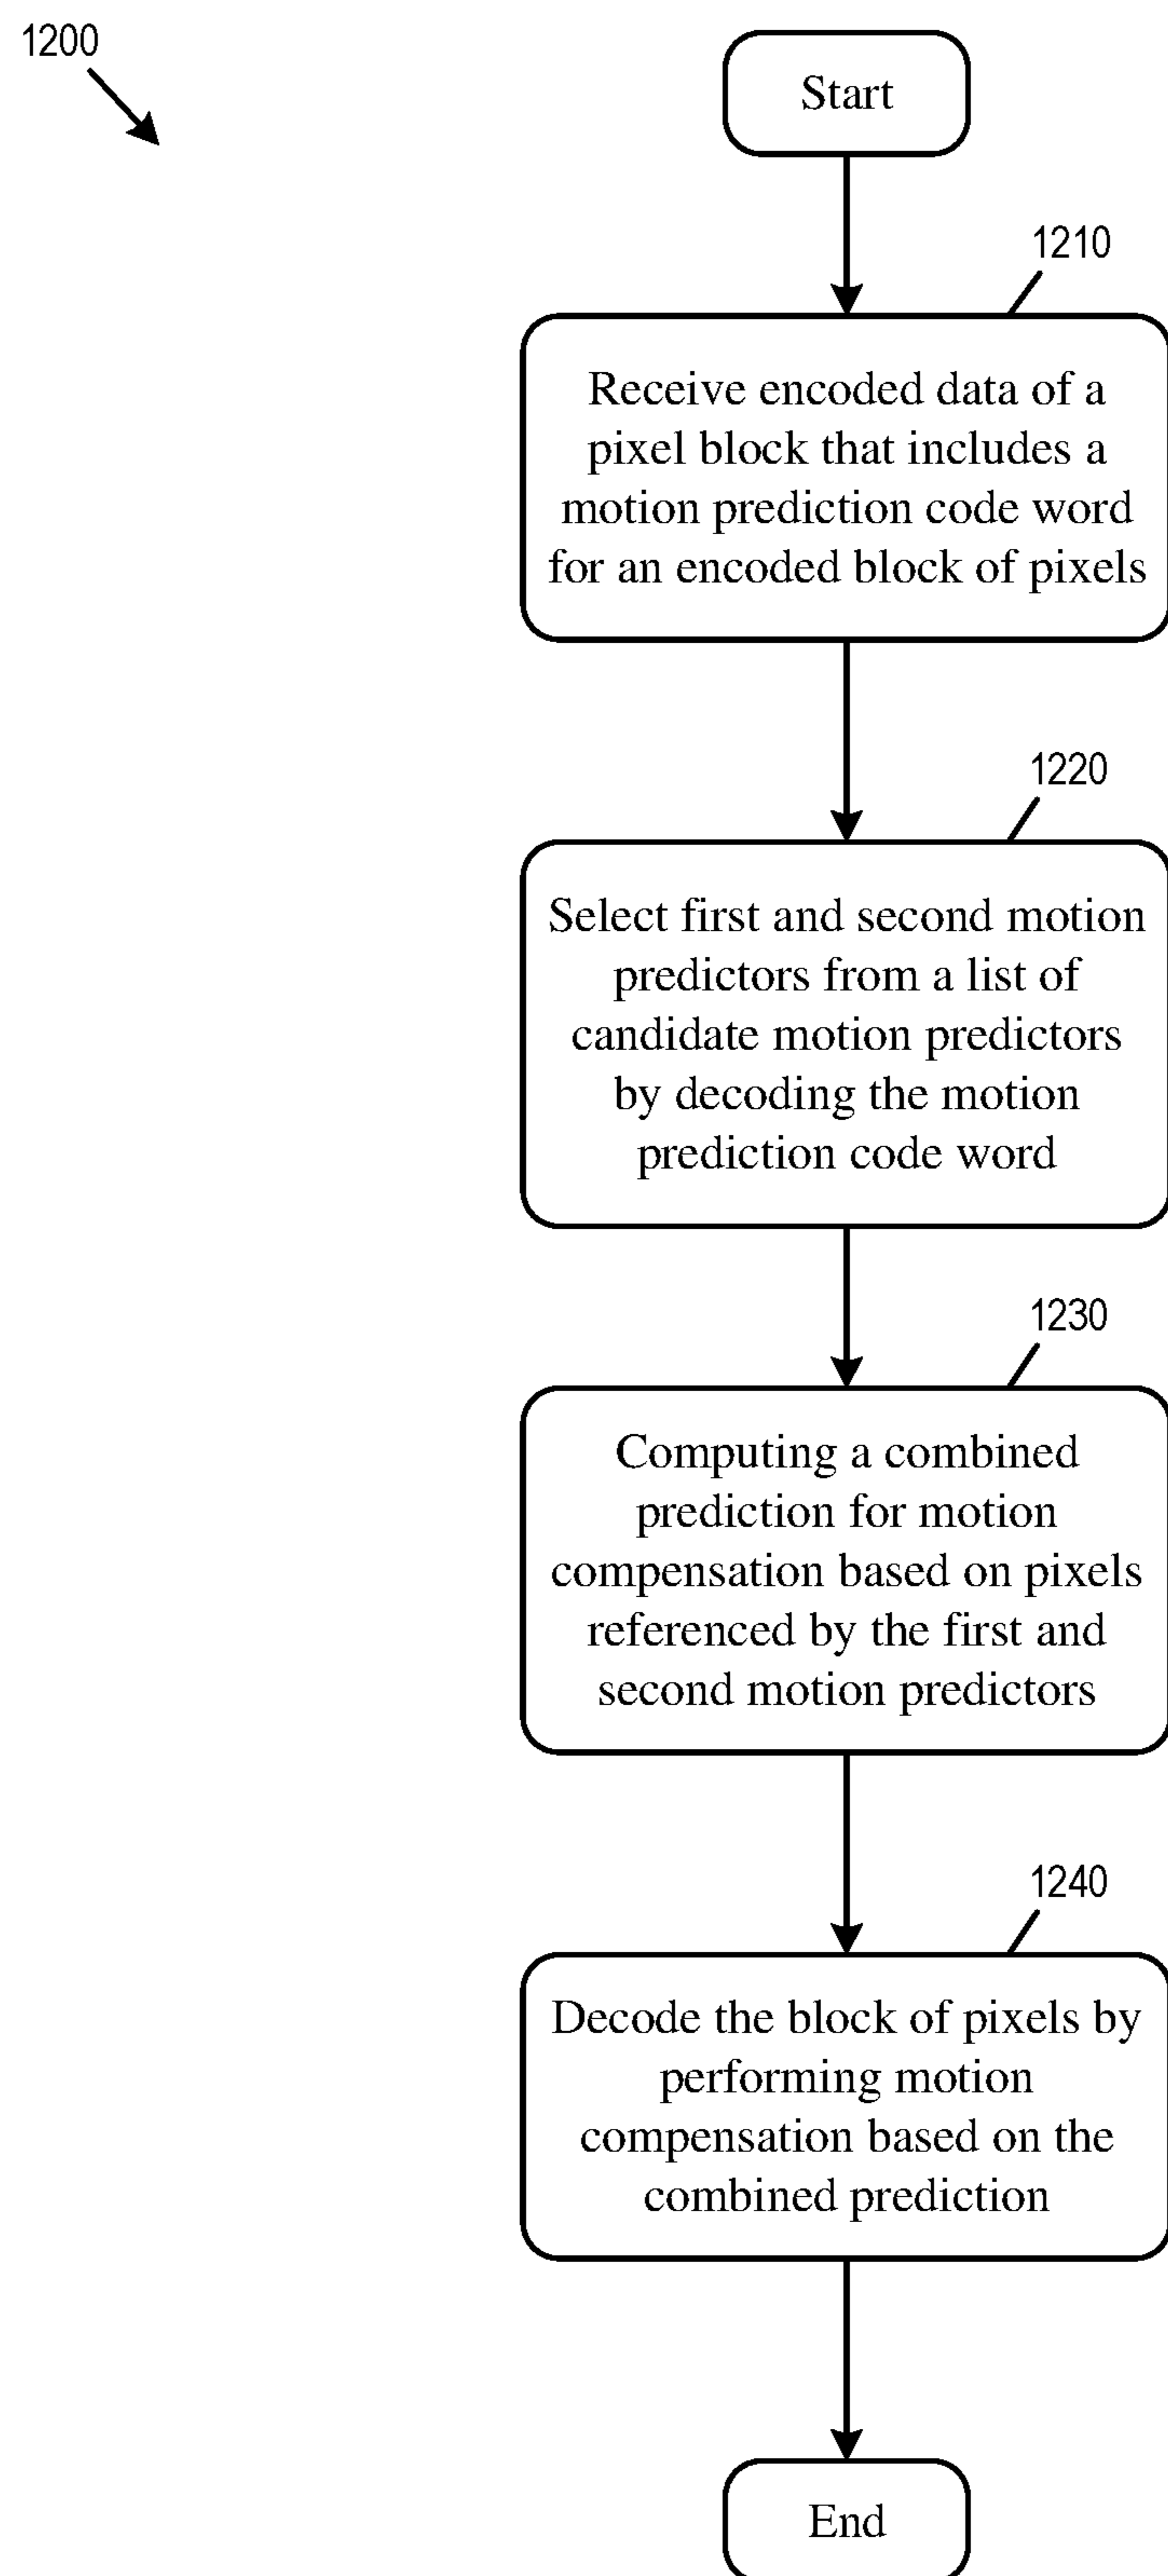 1200
Start
1210
Receive encoded data of a
pixel block that includes a
motion prediction code word
for an encoded block of pixels
1220
Select first and second motion
predictors from a list of
candidate motion predictors
by decoding the motion
prediction code word
1230
Computing a combined
prediction for motion
compensation based on pixels
referenced by the first and
second motion predictors
1240
Decode the block of pixels by
performing motion
compensation based on the
combined prediction
End